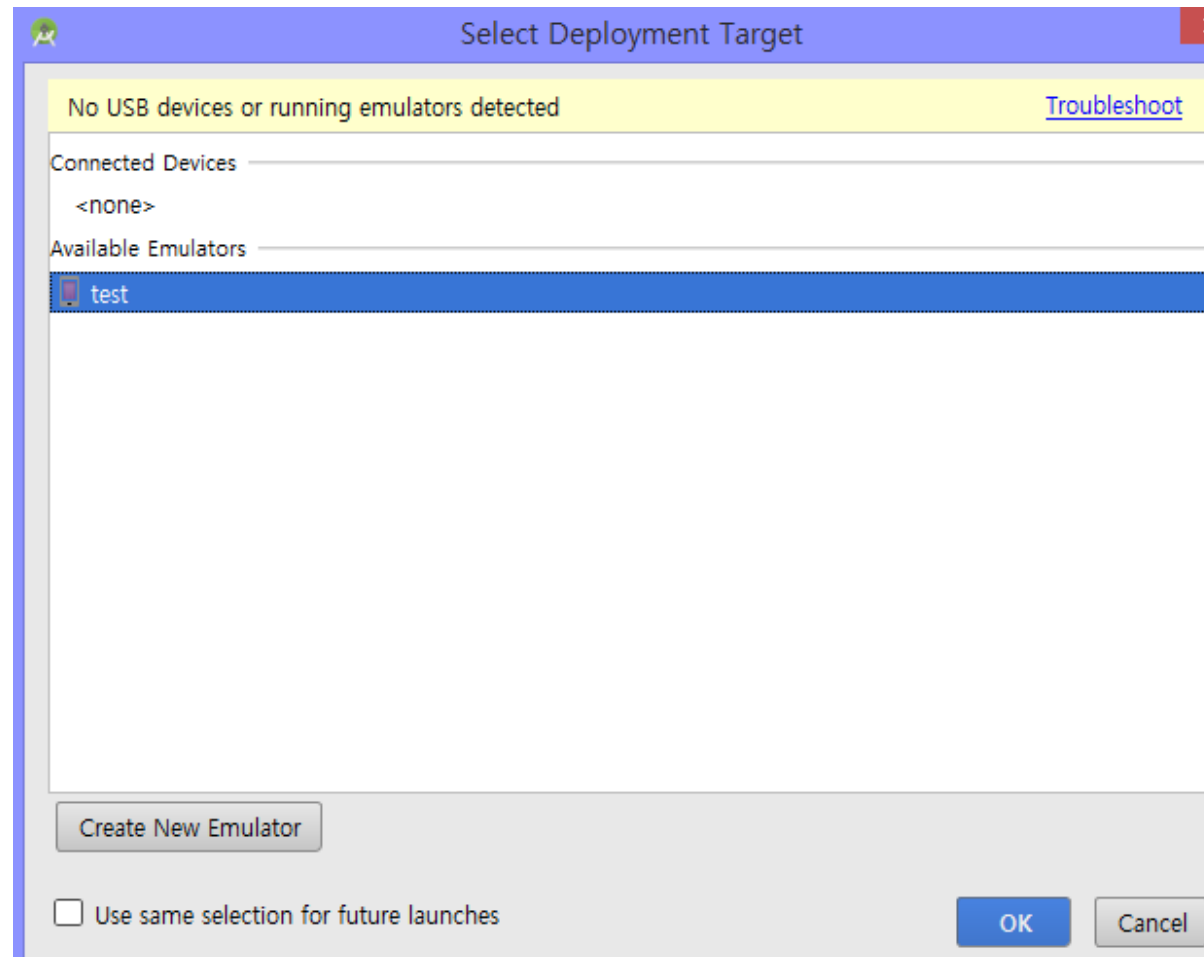 Select Deployment Target
No USB devices or running emulators detected Troubleshoot
Connected Devices
<none>
Available Emulators
test
Create New Emulator
Use same selection for future launches
OK Cancel